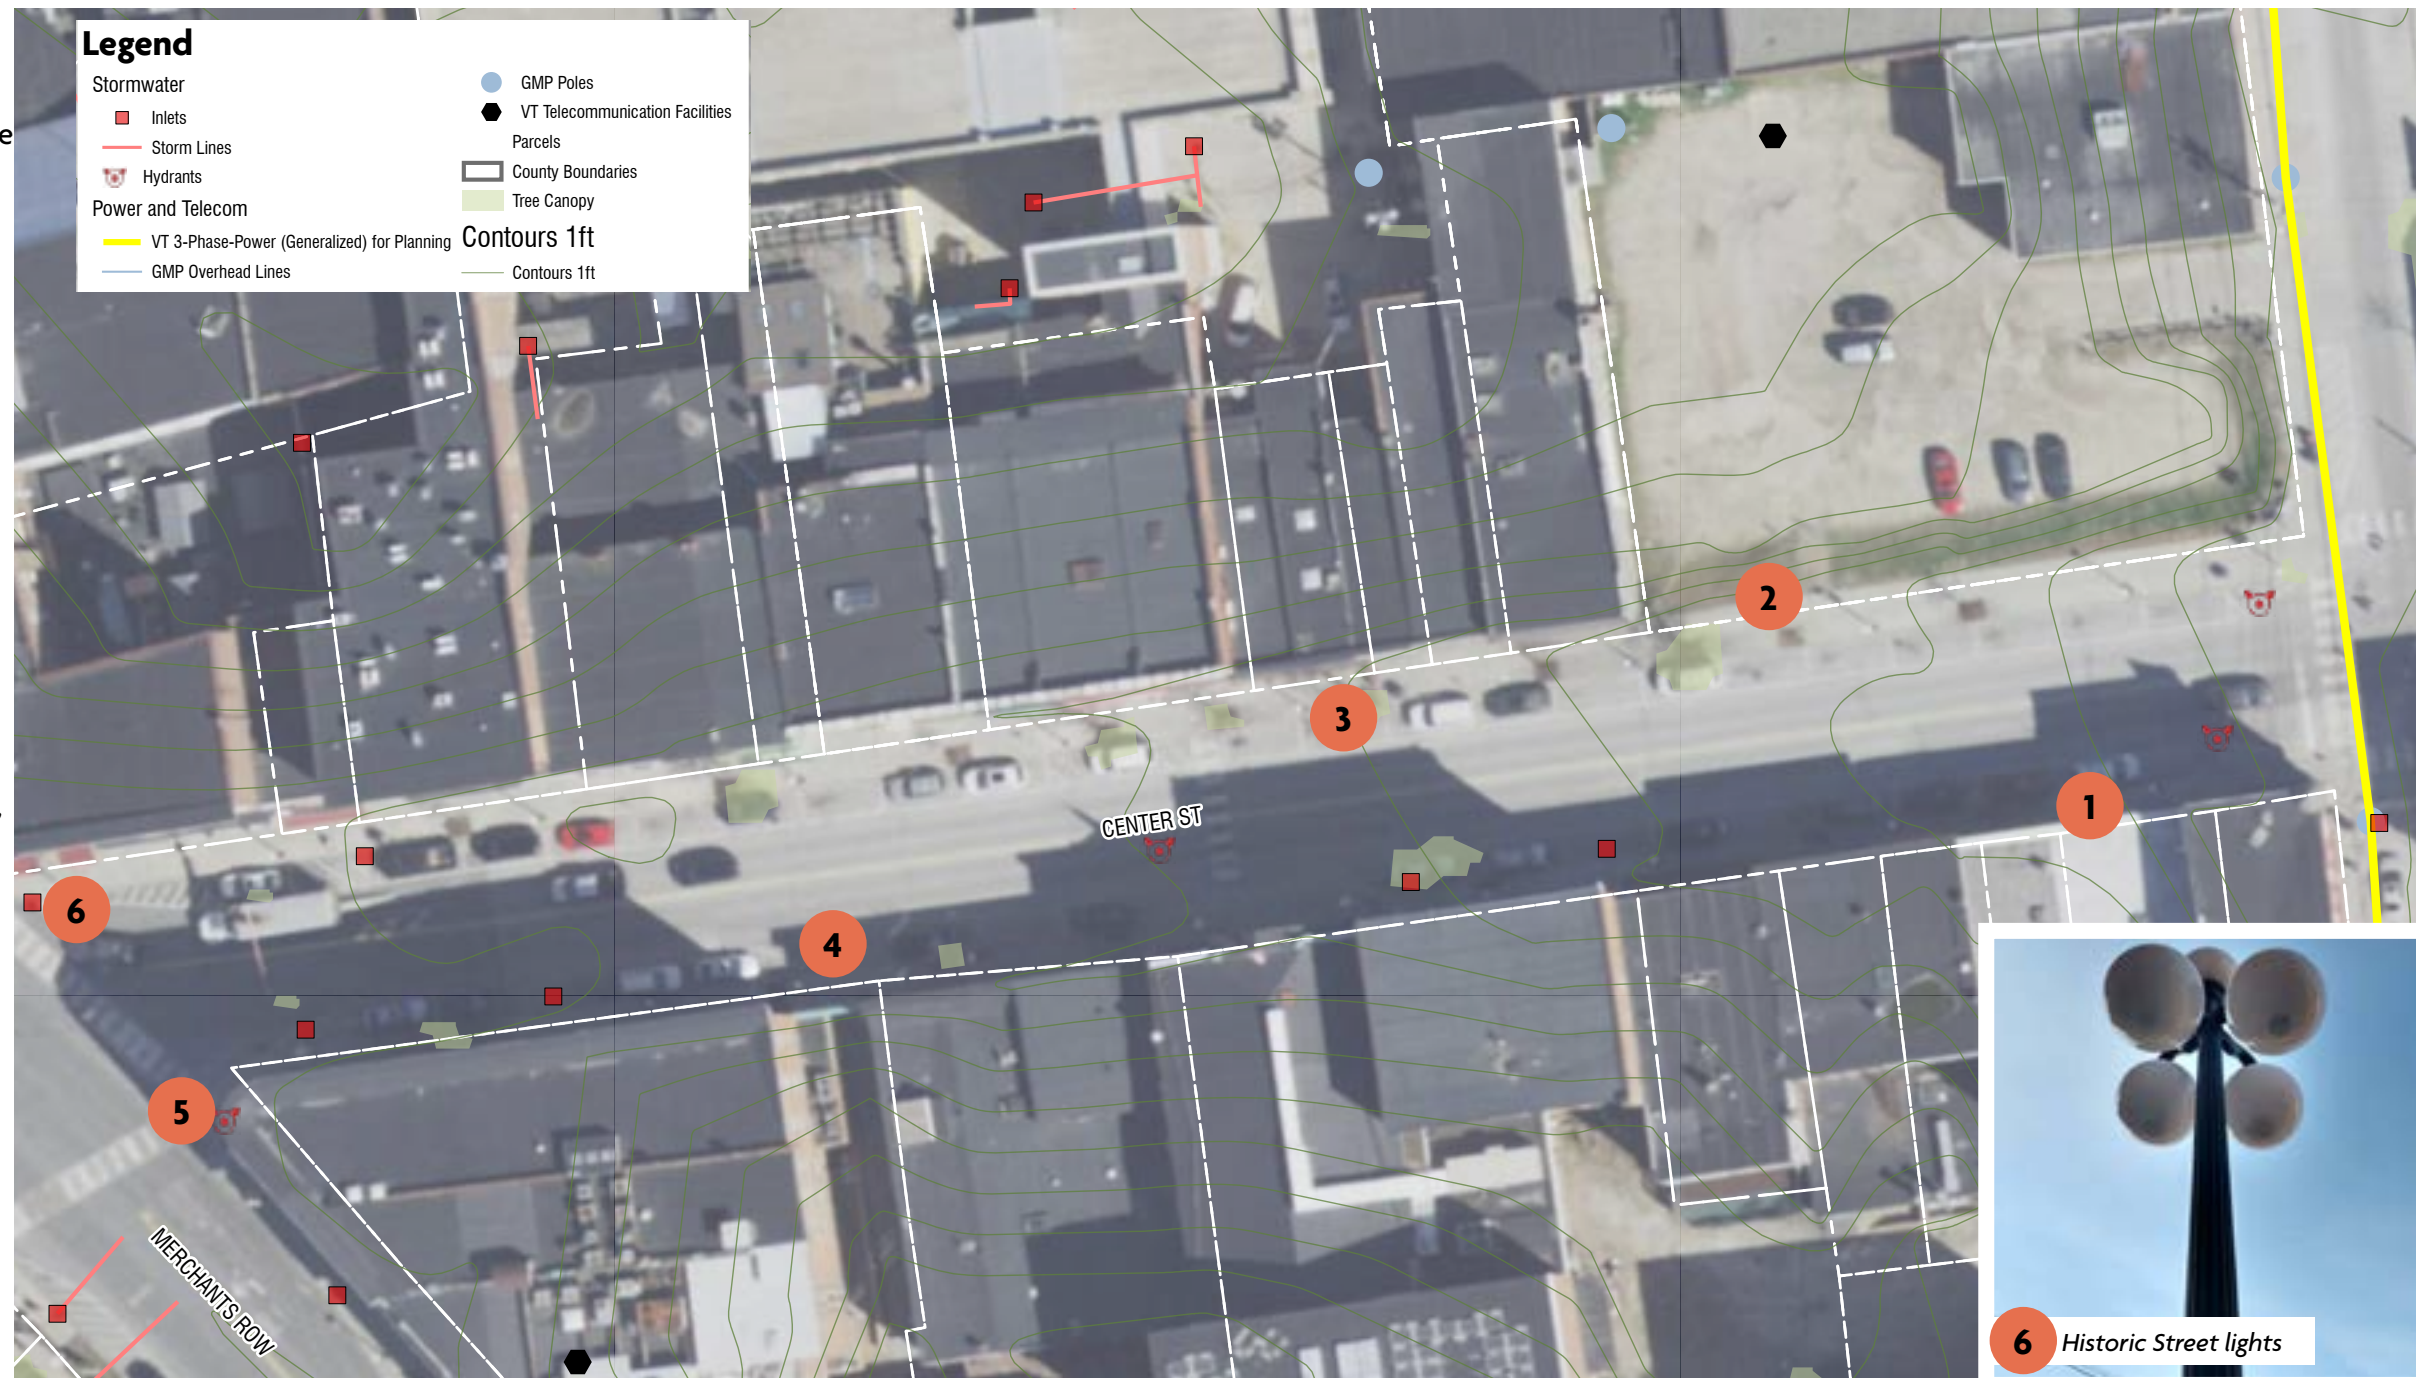 Legend
Stormwater
Inlets
Storm Lines
Hydrants
Power and Telecom
VT 3-Phase-Power (Generalized) for Planning
GMP Overhead Lines
GMP Poles
VT Telecommunication Facilities
Parcels
County Boundaries
Tree Canopy
Contours 1ft
Contours 1ft
e
2
3
1
CENTER ST
6
4
5
MERCHANTS ROW
6 Historic Street lights